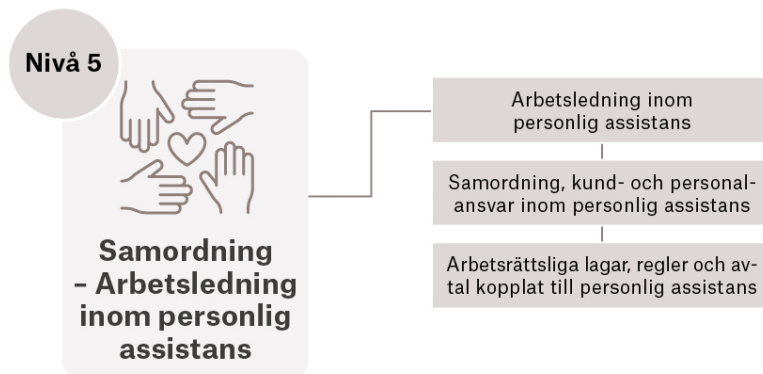 Nivå 5
Samordning
– Arbetsledning
inom personlig
assistans
Arbetsledning inom
personlig assistans
Samordning, kund- och personal-
ansvar inom personlig assistans
Arbetsrättsliga lagar, regler och av-
tal kopplat till personlig assistans